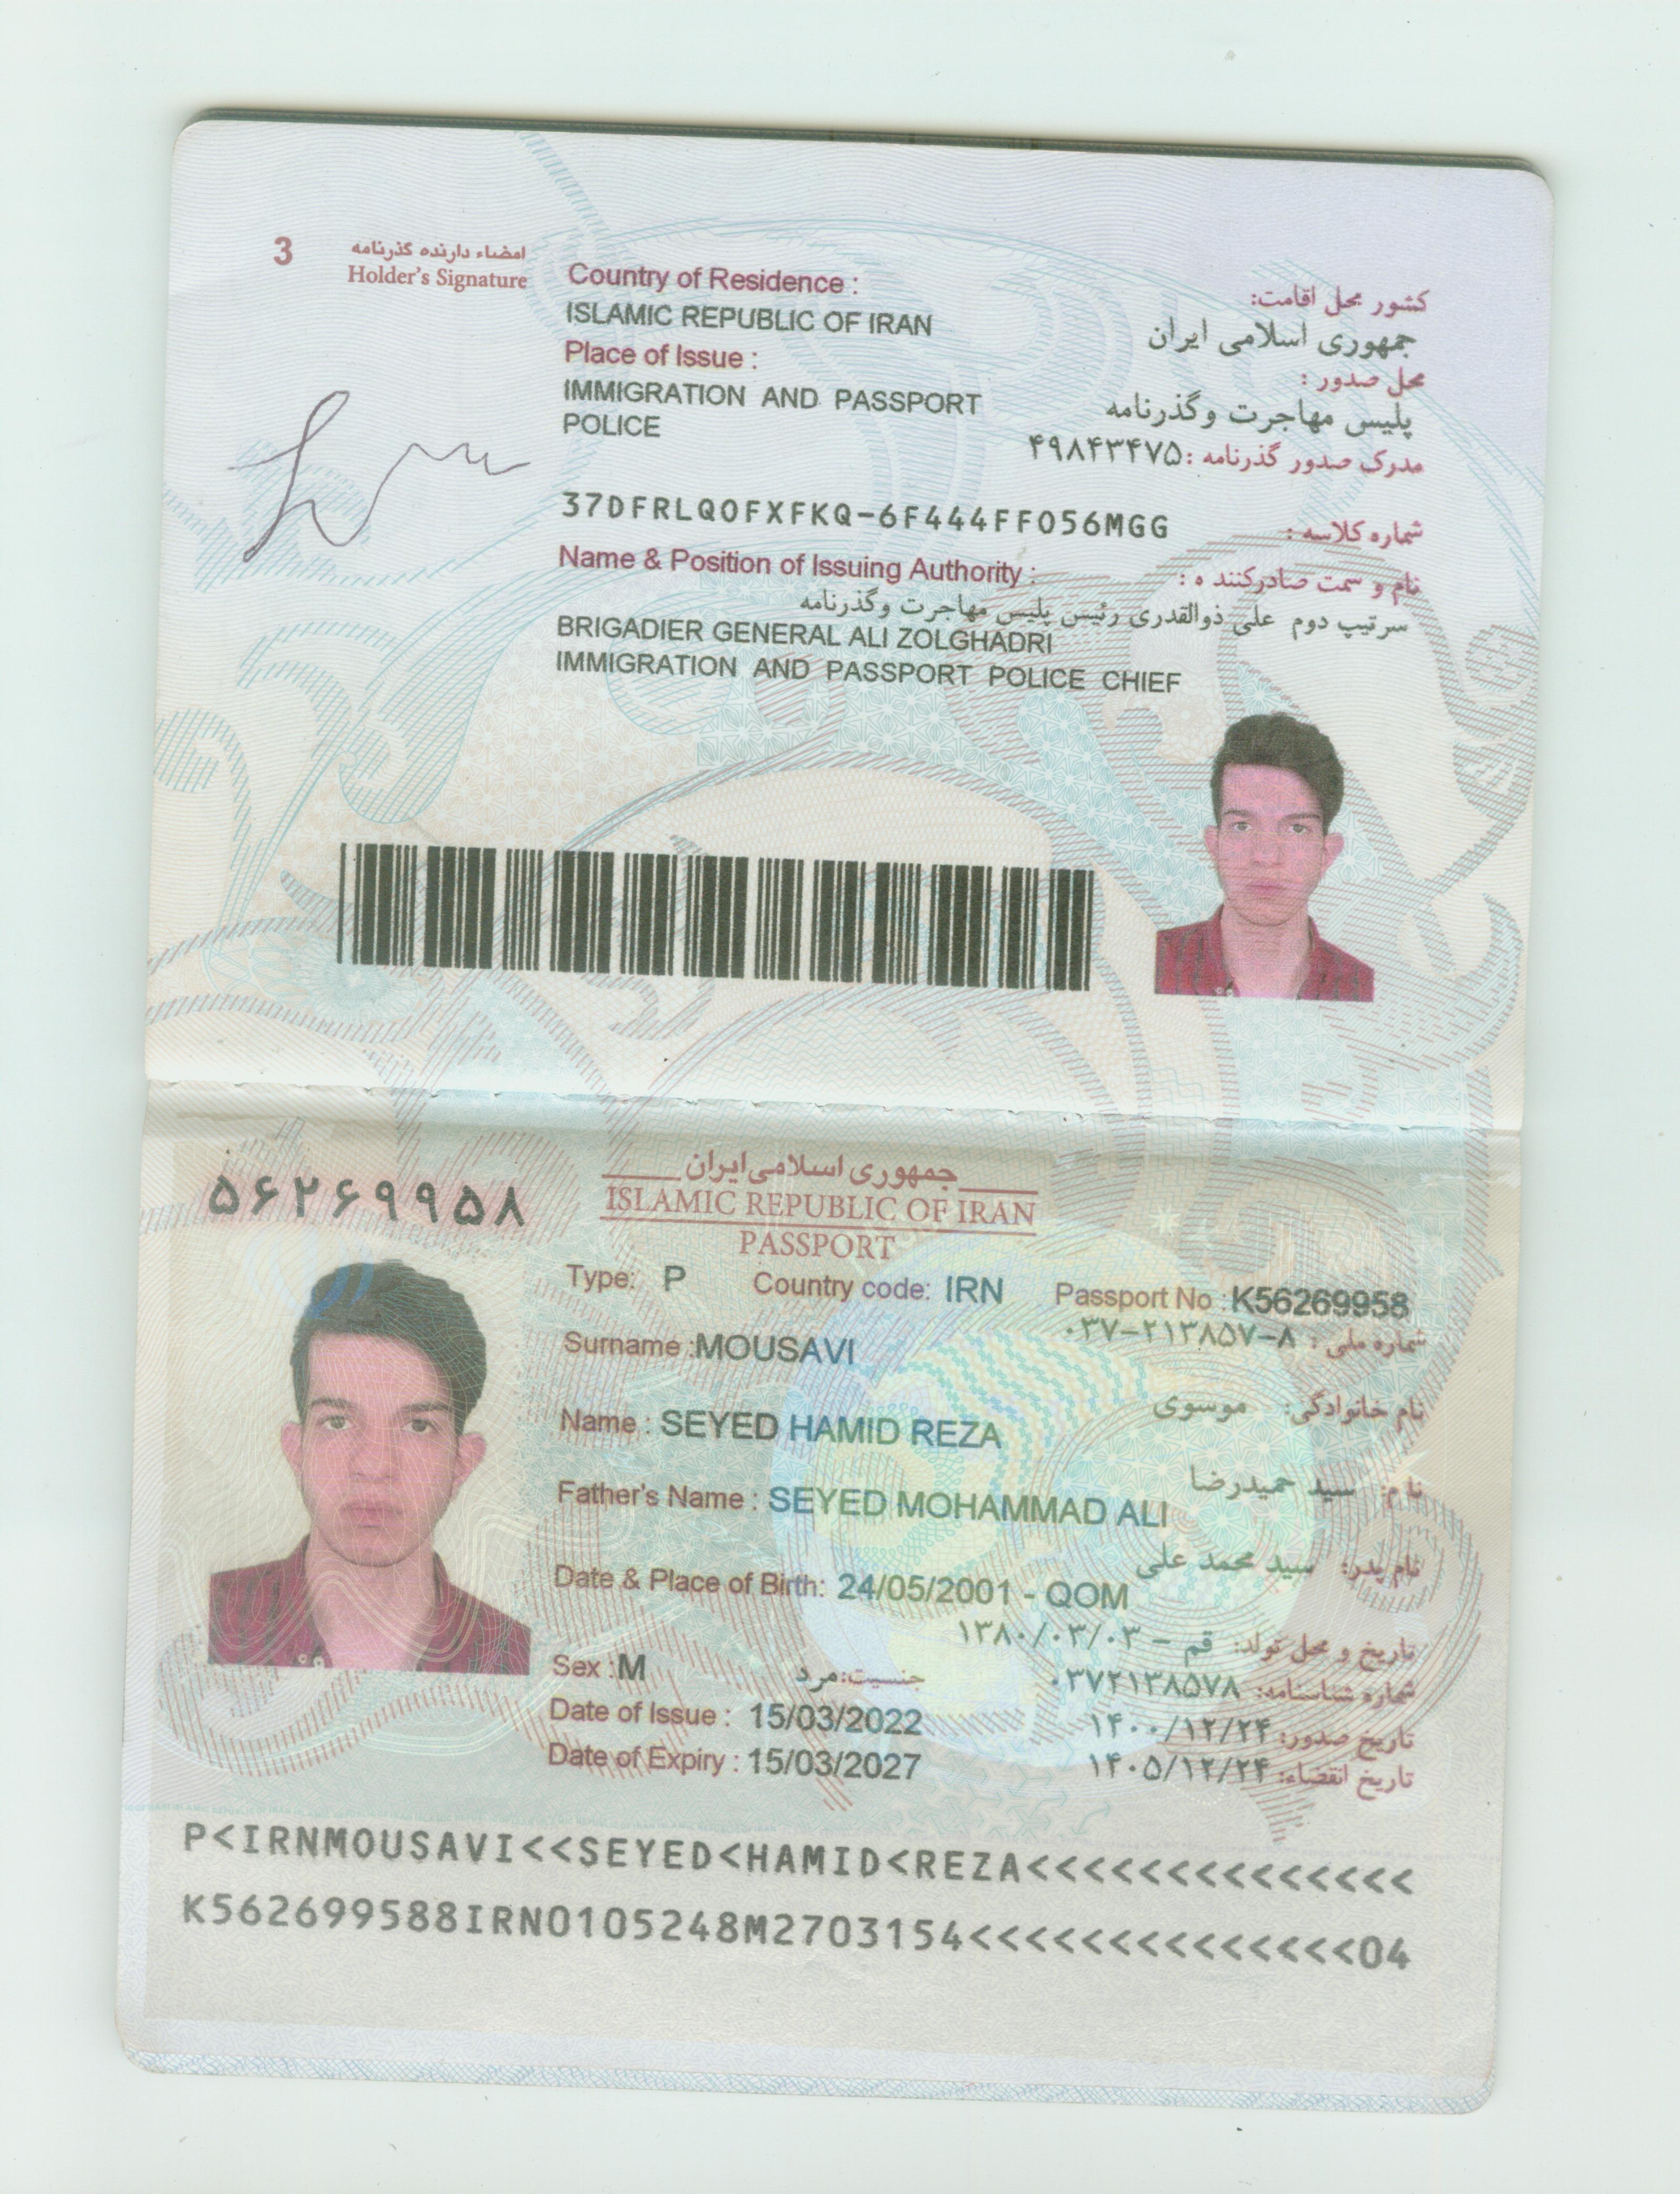 3
امضاء دارنده گذرنامه
Holder's Signature
Country of Residence :
کشور محل اقامت:
ISLAMIC REPUBLIC OF IRAN
جمهوری اسلامی ایران
Place of Issue :
محل صدور :
IMMIGRATION AND PASSPORT
POLICE
پلیس مهاجرت وگذرنامه
مدرک صدور گذرنامه :۴۹۸۴۳۴۷۵
37DFRLQOFXFKQ-6F444FFO56MGG
شماره کلاسه :
Name & Position of Issuing Authority :
نام و سمت صادرکننده :
سرتیپ دوم علی ذوالقدری رئیس پلیس مهاجرت وگذرنامه
BRIGADIER GENERAL ALI ZOLGHADRI
IMMIGRATION AND PASSPORT POLICE CHIEF
۵۶۲۶۹۹۵۸
جمهوری اسلامی ایران
ISLAMIC REPUBLIC OF IRAN
PASSPORT
Type: P Country code: IRN Passport No : K56269958
شماره ملی : ۰۳۷-۲۱۳۸۵۷-۸
Surname :MOUSAVI
نام خانوادگی: موسوی
Name : SEYED HAMID REZA
نام: سید حمیدرضا
Father's Name : SEYED MOHAMMAD ALI
نام پدر: سید محمد علی
Date & Place of Birth: 24/05/2001 - QOM
تاریخ و محل تولد: قم - ۱۳۸۰/۰۳/۰۳
Sex :M
جنسیت:مرد
شماره شناسنامه: ۰۳۷۲۱۳۸۵۷۸
Date of Issue : 15/03/2022
تاریخ صدور: ۱۴۰۰/۱۲/۲۴
Date of Expiry : 15/03/2027
تاریخ انقضاء: ۱۴۰۵/۱۲/۲۴
P<IRNMOUSAVI<<SEYED<HAMID<REZA<<<<<<<<<<<<<<
K562699588IRN0105248M2703154<<<<<<<<<<<<<<04